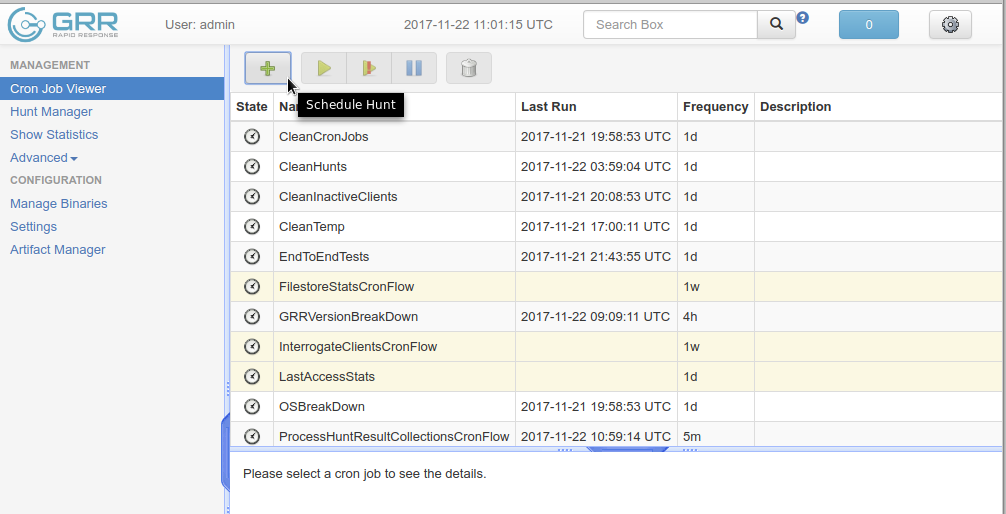 GRR
RAPID RESPONSE
User: admin
2017-11-22 11:01:15 UTC
Search Box
?
0
MANAGEMENT
Cron Job Viewer
Hunt Manager
Show Statistics
Advanced
CONFIGURATION
Manage Binaries
Settings
Artifact Manager
Schedule Hunt
State Last Run Frequency Description
CleanCronJobs 2017-11-21 19:58:53 UTC 1d
CleanHunts 2017-11-22 03:59:04 UTC 1d
CleanInactiveClients 2017-11-21 20:08:53 UTC 1d
CleanTemp 2017-11-21 17:00:11 UTC 1d
EndToEndTests 2017-11-21 21:43:55 UTC 1d
FilestoreStatsCronFlow 1w
GRRVersionBreakDown 2017-11-22 09:09:11 UTC 4h
InterrogateClientsCronFlow 1w
LastAccessStats 1d
OSBreakDown 2017-11-21 19:58:53 UTC 1d
ProcessHuntResultCollectionsCronFlow 2017-11-22 10:59:14 UTC 5m
Please select a cron job to see the details.